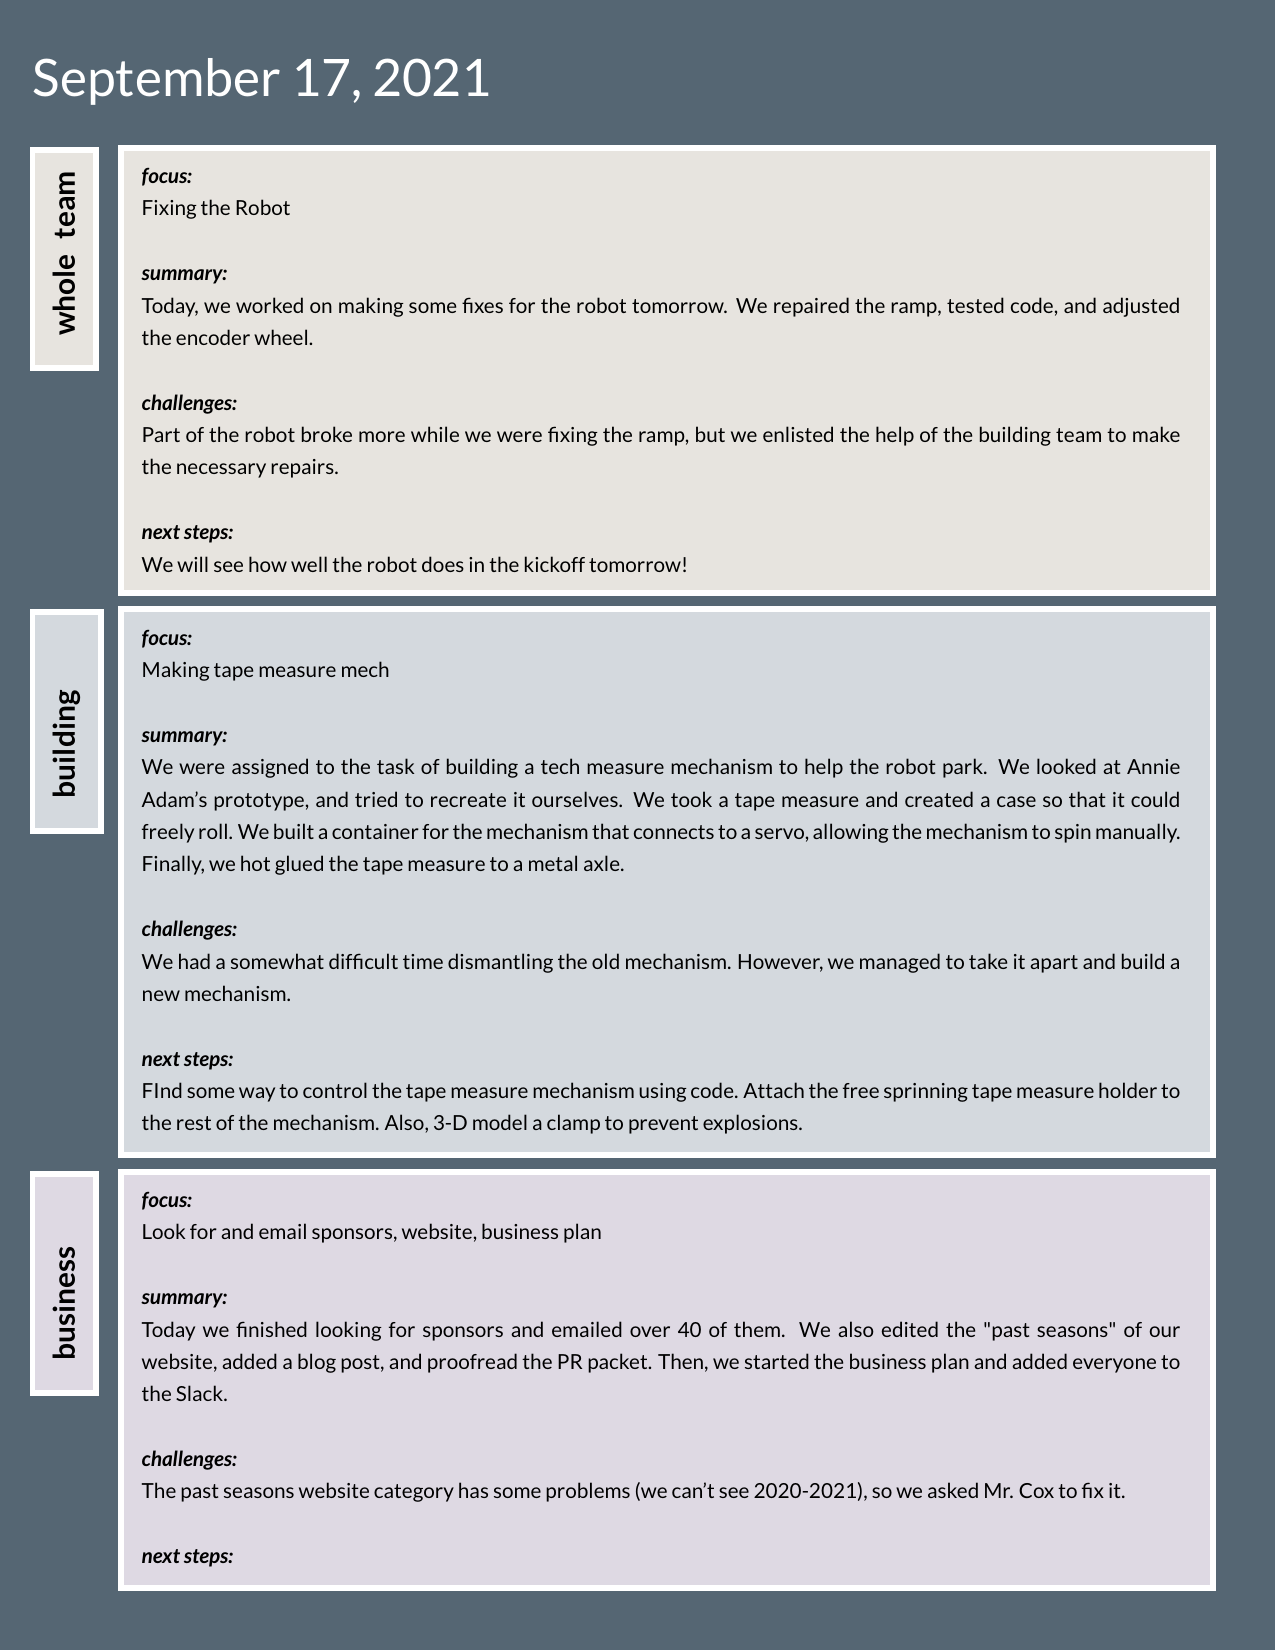 September 17, 2021
whole team
focus:
Fixing the Robot
summary:
Today, we worked on making some fixes for the robot tomorrow. We repaired the ramp, tested code, and adjusted
the encoder wheel.
challenges:
Part of the robot broke more while we were fixing the ramp, but we enlisted the help of the building team to make
the necessary repairs.
next steps:
We will see how well the robot does in the kickoff tomorrow!
building
focus:
Making tape measure mech
summary:
We were assigned to the task of building a tech measure mechanism to help the robot park. We looked at Annie
Adam's prototype, and tried to recreate it ourselves. We took a tape measure and created a case so that it could
freely roll. We built a container for the mechanism that connects to a servo, allowing the mechanism to spin manually.
Finally, we hot glued the tape measure to a metal axle.
challenges:
We had a somewhat difficult time dismantling the old mechanism. However, we managed to take it apart and build a
new mechanism.
next steps:
FInd some way to control the tape measure mechanism using code. Attach the free sprinning tape measure holder to
the rest of the mechanism. Also, 3-D model a clamp to prevent explosions.
business
focus:
Look for and email sponsors, website, business plan
summary:
Today we finished looking for sponsors and emailed over 40 of them. We also edited the "past seasons" of our
website, added a blog post, and proofread the PR packet. Then, we started the business plan and added everyone to
the Slack.
challenges:
The past seasons website category has some problems (we can't see 2020-2021), so we asked Mr. Cox to fix it.
next steps: